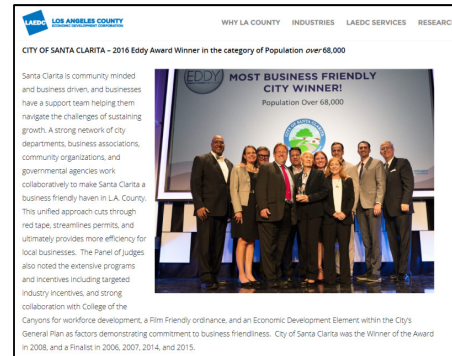 LAEDC LOS ANGELES COUNTY
ECONOMIC DEVELOPMENT CORPORATION
WHY LA COUNTY INDUSTRIES LAEDC SERVICES RESEARC
CITY OF SANTA CLARITA – 2016 Eddy Award Winner in the category of Population over 68,000
Santa Clarita is community minded
and business driven, and businesses
have a support team helping them
navigate the challenges of sustaining
growth. A strong network of city
departments, business associations,
community organizations, and
governmental agencies work
collaboratively to make Santa Clarita a
business friendly haven in L.A. County.
This unified approach cuts through
red tape, streamlines permits, and
ultimately provides more efficiency for
local businesses. The Panel of Judges
also noted the extensive programs
and incentives including targeted
industry incentives, and strong
collaboration with College of the
Canyons for workforce development, a Film Friendly ordinance, and an Economic Development Element within the City's
General Plan as factors demonstrating commitment to business friendliness. City of Santa Clarita was the Winner of the Award
in 2008, and a Finalist in 2006, 2007, 2014, and 2015.
EDDY
MOST BUSINESS FRIENDLY
CITY WINNER!
Population Over 68,000
CITY OF SANTA CLARITA